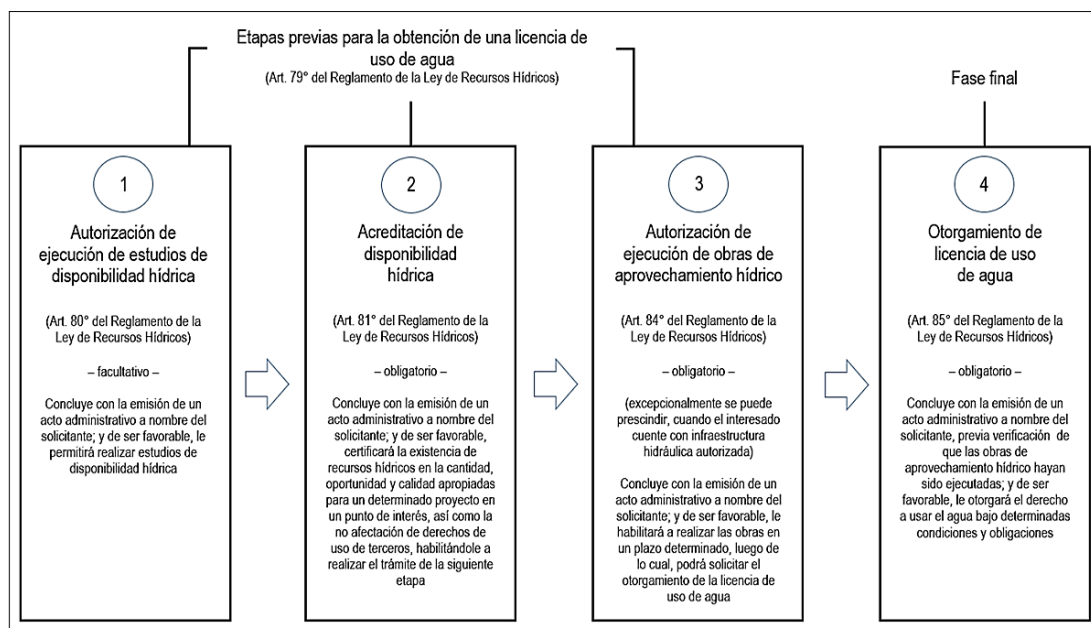 Etapas previas para la obtención de una licencia de
uso de agua
(Art. 79° del Reglamento de la Ley de Recursos Hídricos)
Fase final
1
Autorización de
ejecución de estudios de
disponibilidad hídrica
(Art. 80° del Reglamento de la
Ley de Recursos Hídricos)
– facultativo –
Concluye con la emisión de un
acto administrativo a nombre del
solicitante; y de ser favorable, le
permitirá realizar estudios de
disponibilidad hídrica
2
Acreditación de
disponibilidad
hídrica
(Art. 81° del Reglamento de la
Ley de Recursos Hídricos)
– obligatorio –
Concluye con la emisión de un
acto administrativo a nombre del
solicitante; y de ser favorable,
certificará la existencia de
recursos hídricos en la cantidad,
oportunidad y calidad apropiadas
para un determinado proyecto en
un punto de interés, así como la
no afectación de derechos de
uso de terceros, habilitándole a
realizar el trámite de la siguiente
etapa
3
Autorización de
ejecución de obras de
aprovechamiento hídrico
(Art. 84° del Reglamento de la
Ley de Recursos Hídricos)
– obligatorio –
(excepcionalmente se puede
prescindir, cuando el interesado
cuente con infraestructura
hidráulica autorizada)
Concluye con la emisión de un
acto administrativo a nombre del
solicitante; y de ser favorable, le
habilitará a realizar las obras en
un plazo determinado, luego de
lo cual, podrá solicitar el
otorgamiento de la licencia de
uso de agua
4
Otorgamiento de
licencia de uso
de agua
(Art. 85° del Reglamento de la
Ley de Recursos Hídricos)
– obligatorio –
Concluye con la emisión de un
acto administrativo a nombre del
solicitante, previa verificación de
que las obras de
aprovechamiento hídrico hayan
sido ejecutadas; y de ser
favorable, le otorgará el derecho
a usar el agua bajo determinadas
condiciones y obligaciones